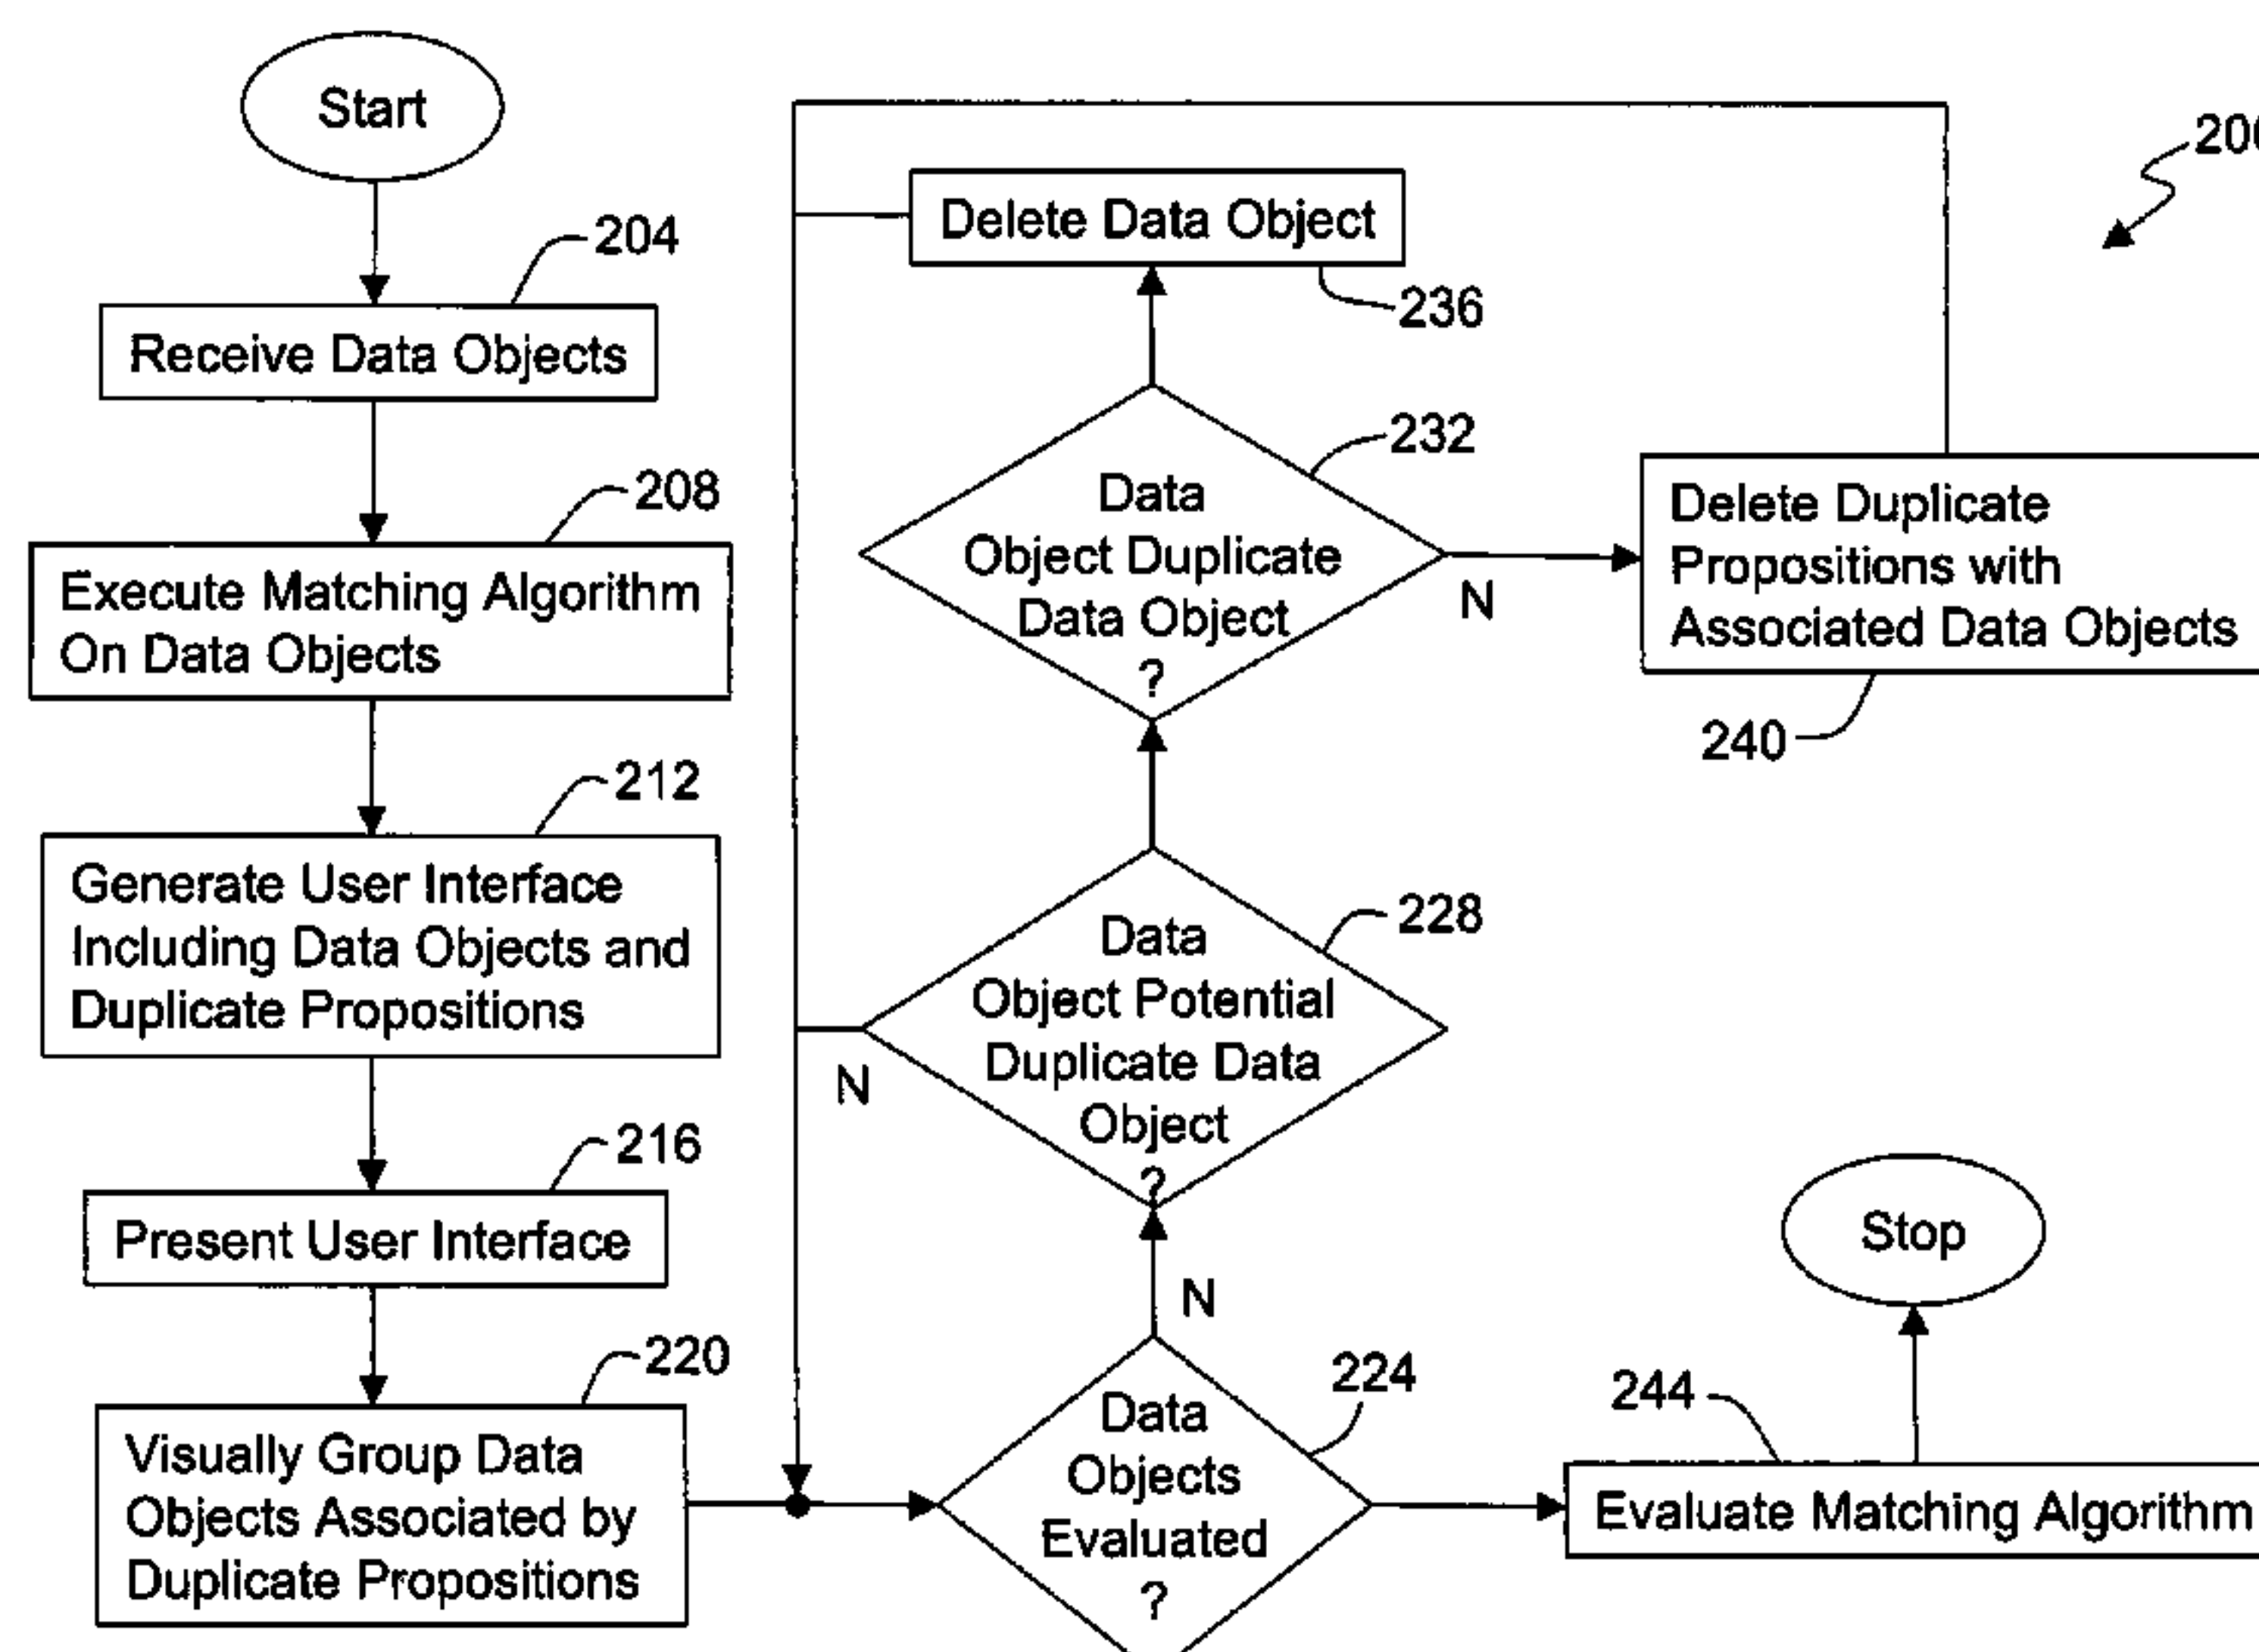 Start
204
Receive Data Objects
208
Execute Matching Algorithm
On Data Objects
212
Generate User Interface
Including Data Objects and
Duplicate Propositions
216
Present User Interface
220
Visually Group Data
Objects Associated by
Duplicate Propositions
Delete Data Object
236
232
Data
Object Duplicate
Data Object
?
N
Delete Duplicate
Propositions with
Associated Data Objects
240
228
Data
Object Potential
Duplicate Data
Object
?
N
N
224
Data
Objects
Evaluated
?
Stop
244
Evaluate Matching Algorithm